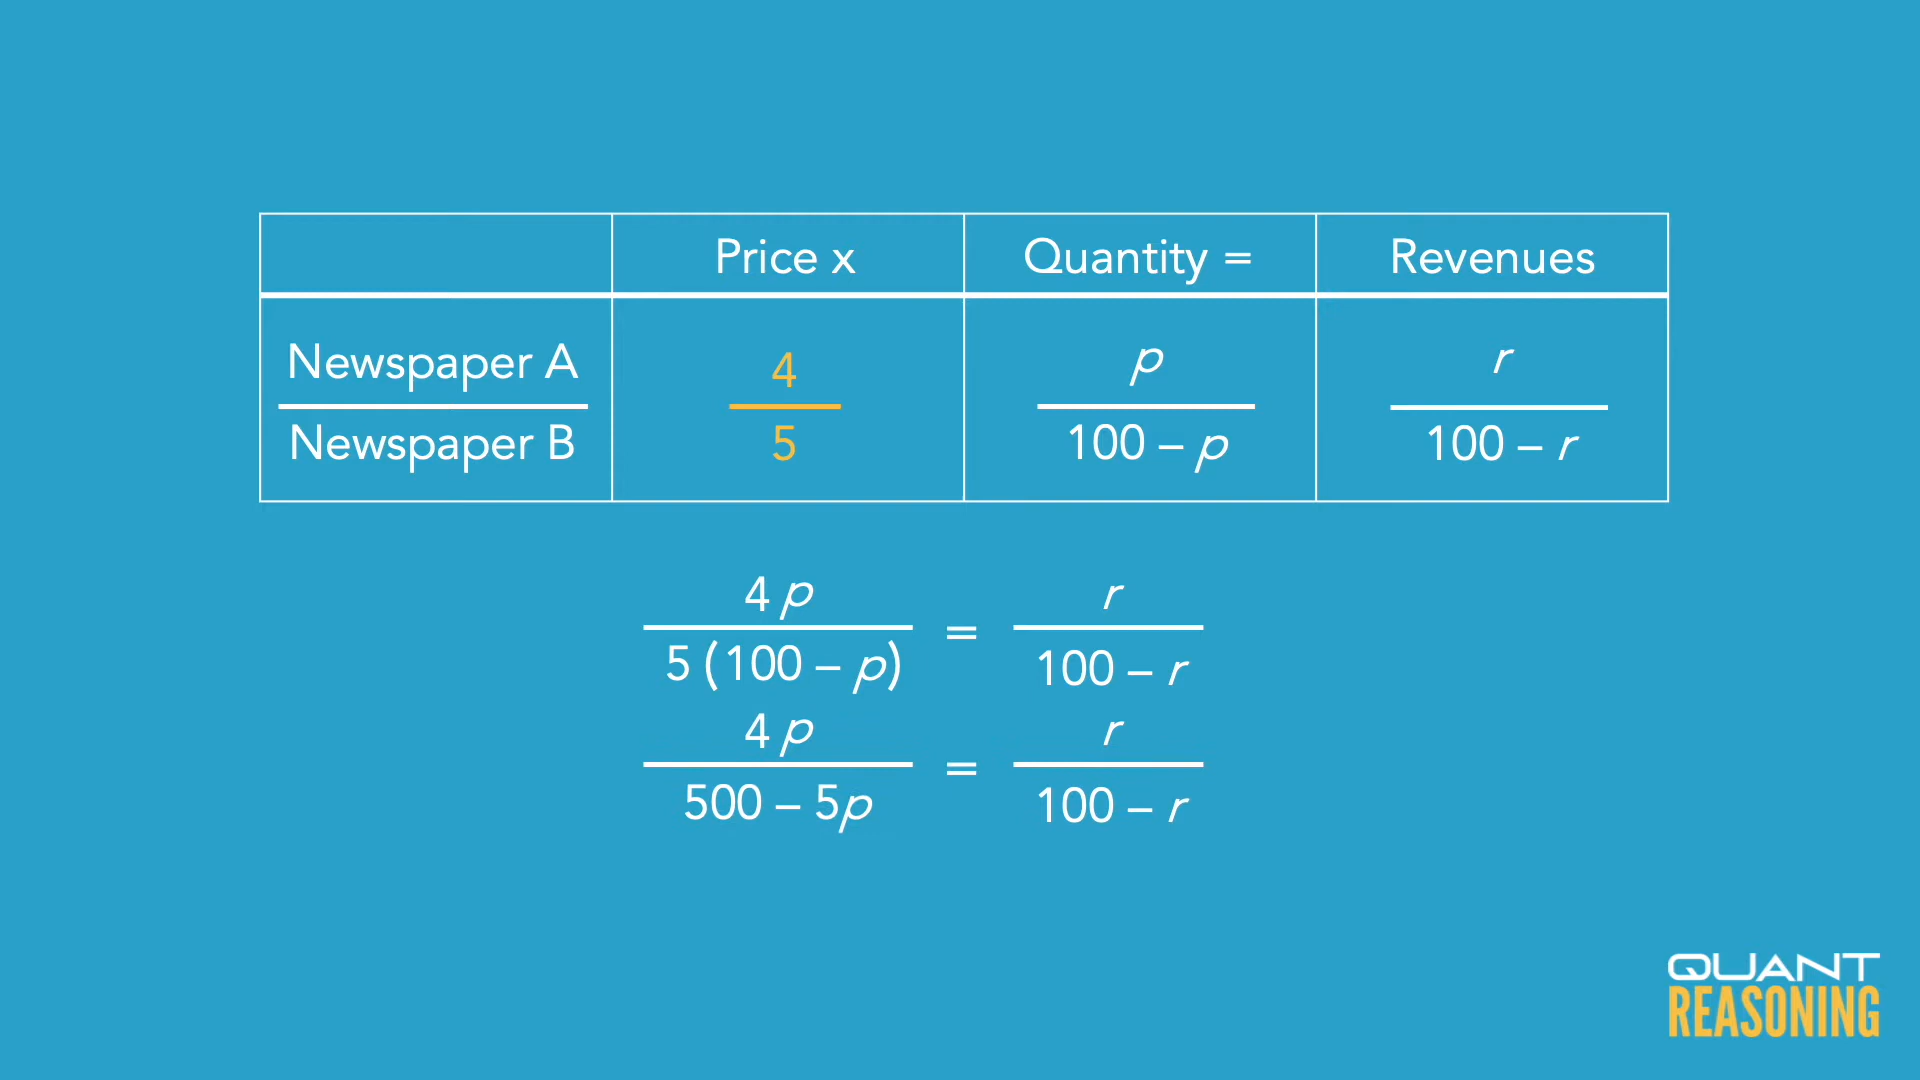 Price x Quantity = Revenues
Newspaper A 4 p r
Newspaper B 5 100 – p 100 – r
4 p = r
5 (100 – p) 100 – r
4 p = r
500 – 5p 100 – r
QUANT
REASONING